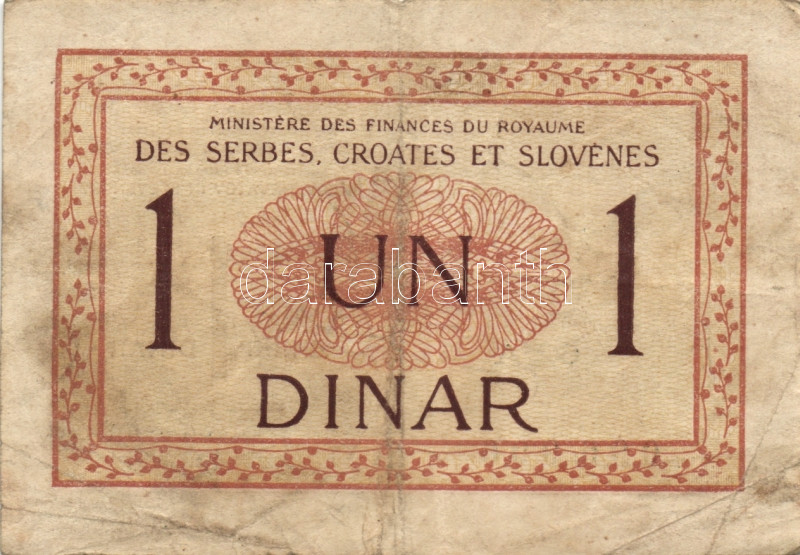 MINISTÈRE DES FINANCES DU ROYAUME
DES SERBES, CROATES ET SLOVÈNES
1 UN 1
darabanth
DINAR